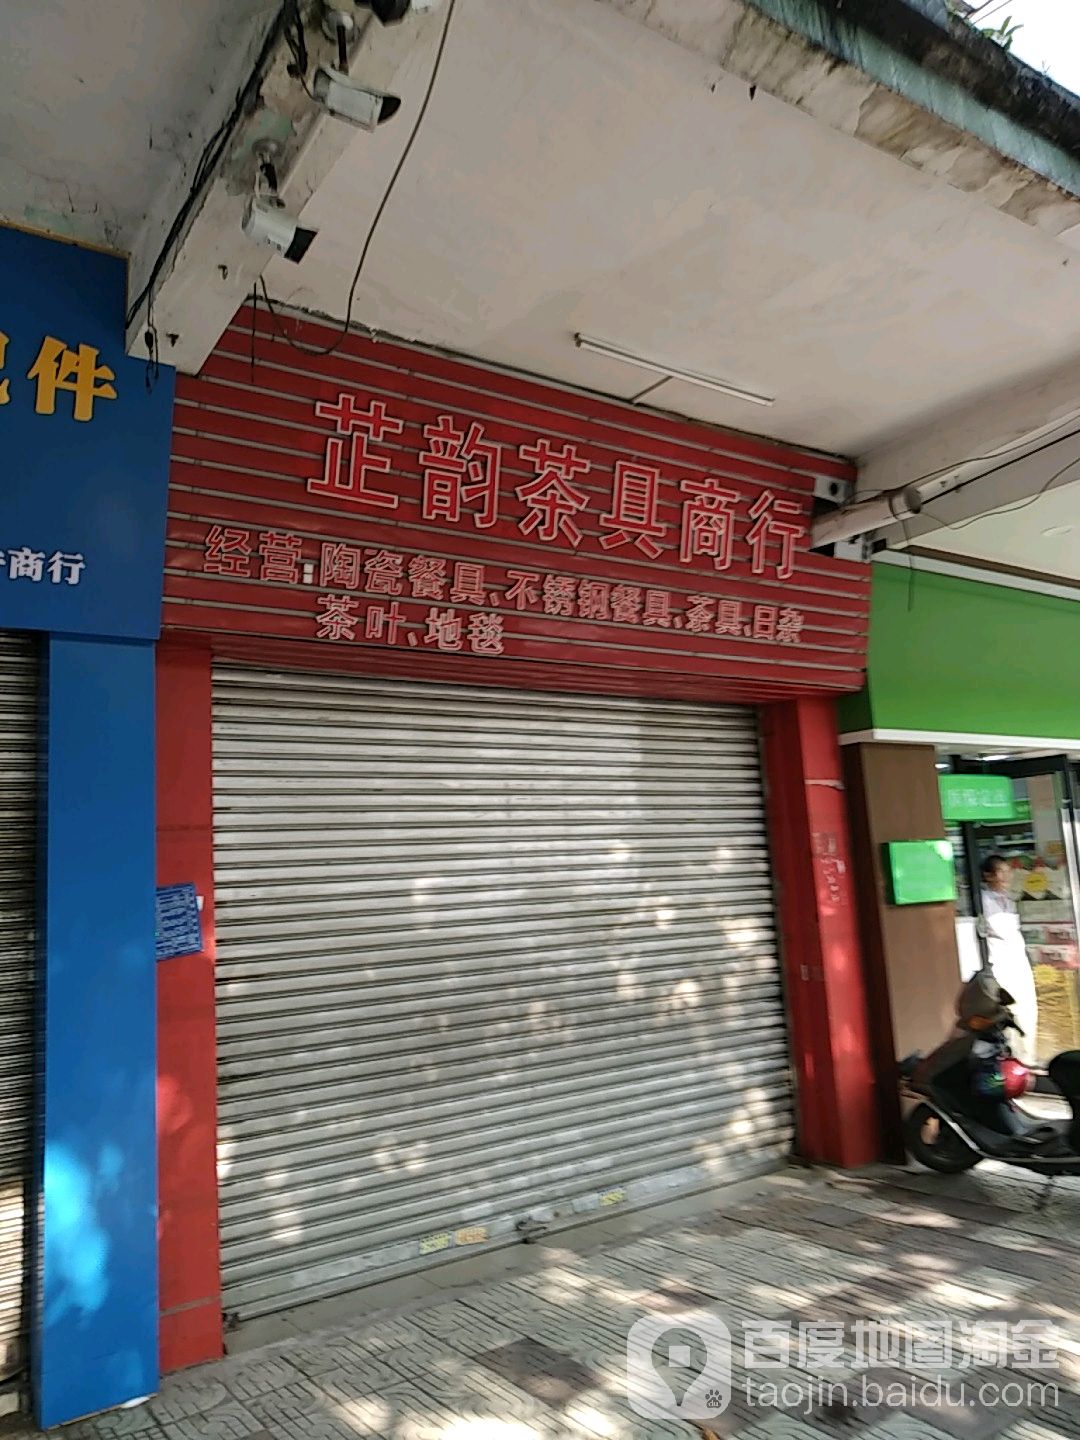 件
商行
芷韵茶具商行
经营:陶瓷餐具、不锈钢餐具、茶具、日杂
茶叶、地毯
百度地图淘金
taojin.baidu.com